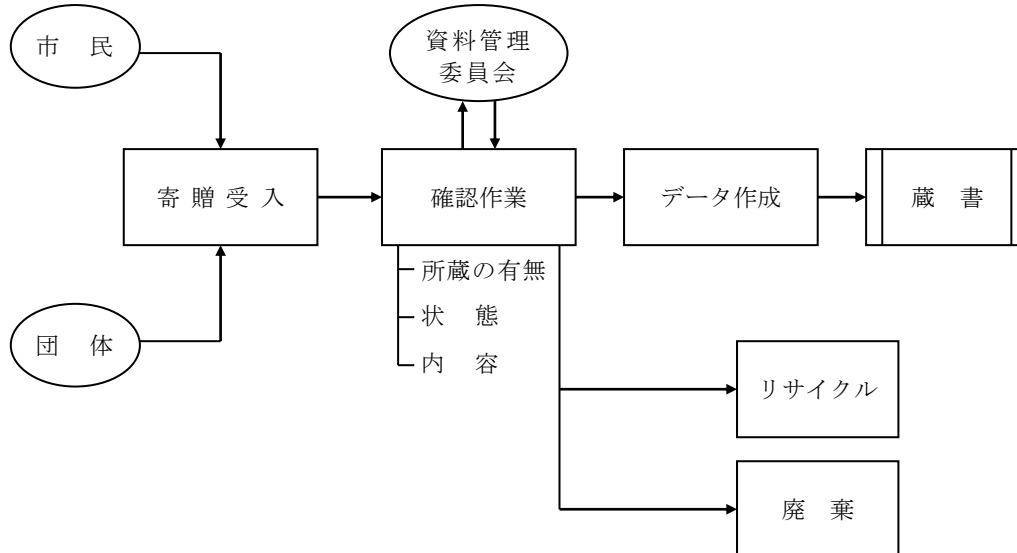 市 民
資料管理
委員会
寄 贈 受 入
確認作業
データ作成
蔵 書
所蔵の有無
状 態
内 容
団 体
リサイクル
廃 棄